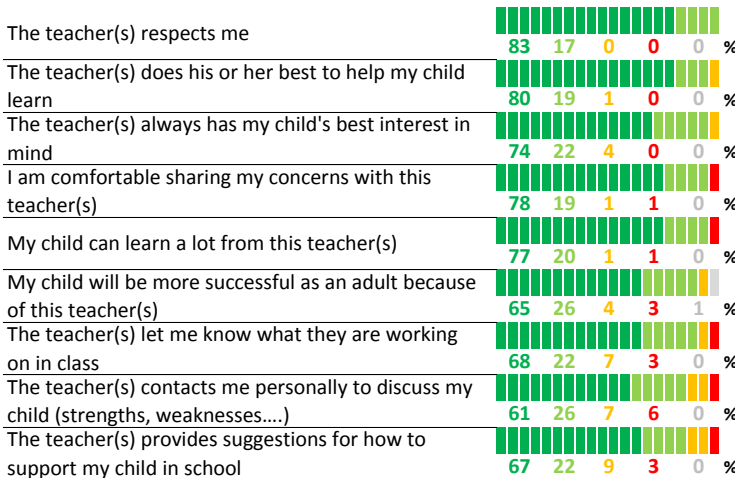 The teacher(s) respects me
83 17 0 0 0 %
The teacher(s) does his or her best to help my child
learn
80 19 1 0 0 %
The teacher(s) always has my child's best interest in
mind
74 22 4 0 0 %
I am comfortable sharing my concerns with this
teacher(s)
78 19 1 1 0 %
My child can learn a lot from this teacher(s)
77 20 1 1 0 %
My child will be more successful as an adult because
of this teacher(s)
65 26 4 3 1 %
The teacher(s) let me know what they are working
on in class
68 22 7 3 0 %
The teacher(s) contacts me personally to discuss my
child (strengths, weaknesses....)
61 26 7 6 0 %
The teacher(s) provides suggestions for how to
support my child in school
67 22 9 3 0 %